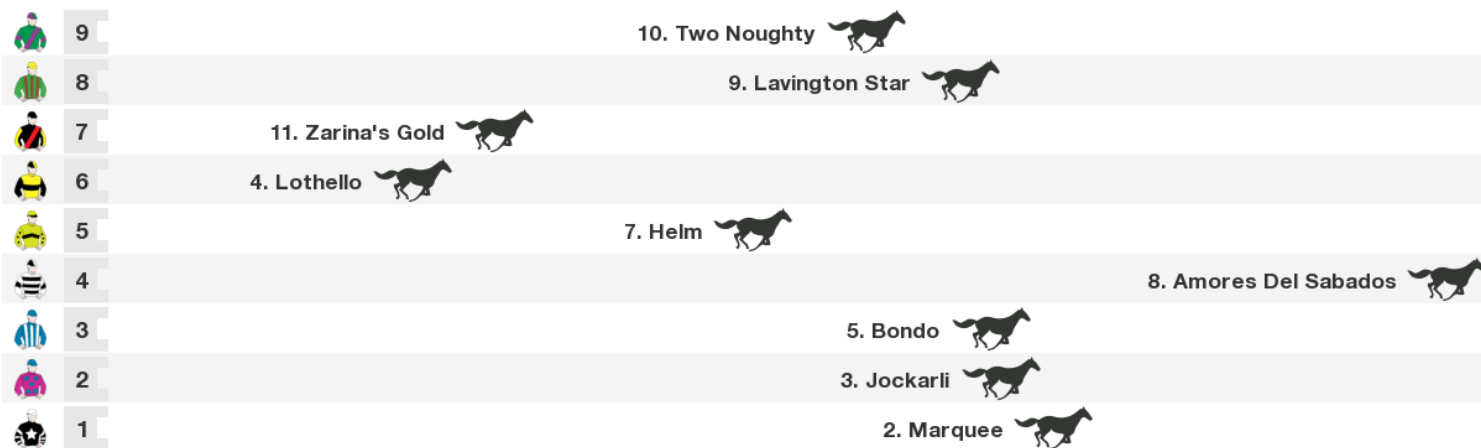 9 10. Two Noughty
8 9. Lavington Star
7 11. Zarina's Gold
6 4. Lothello
5 7. Helm
4 8. Amores Del Sabados
3 5. Bondo
2 3. Jockarli
1 2. Marquee